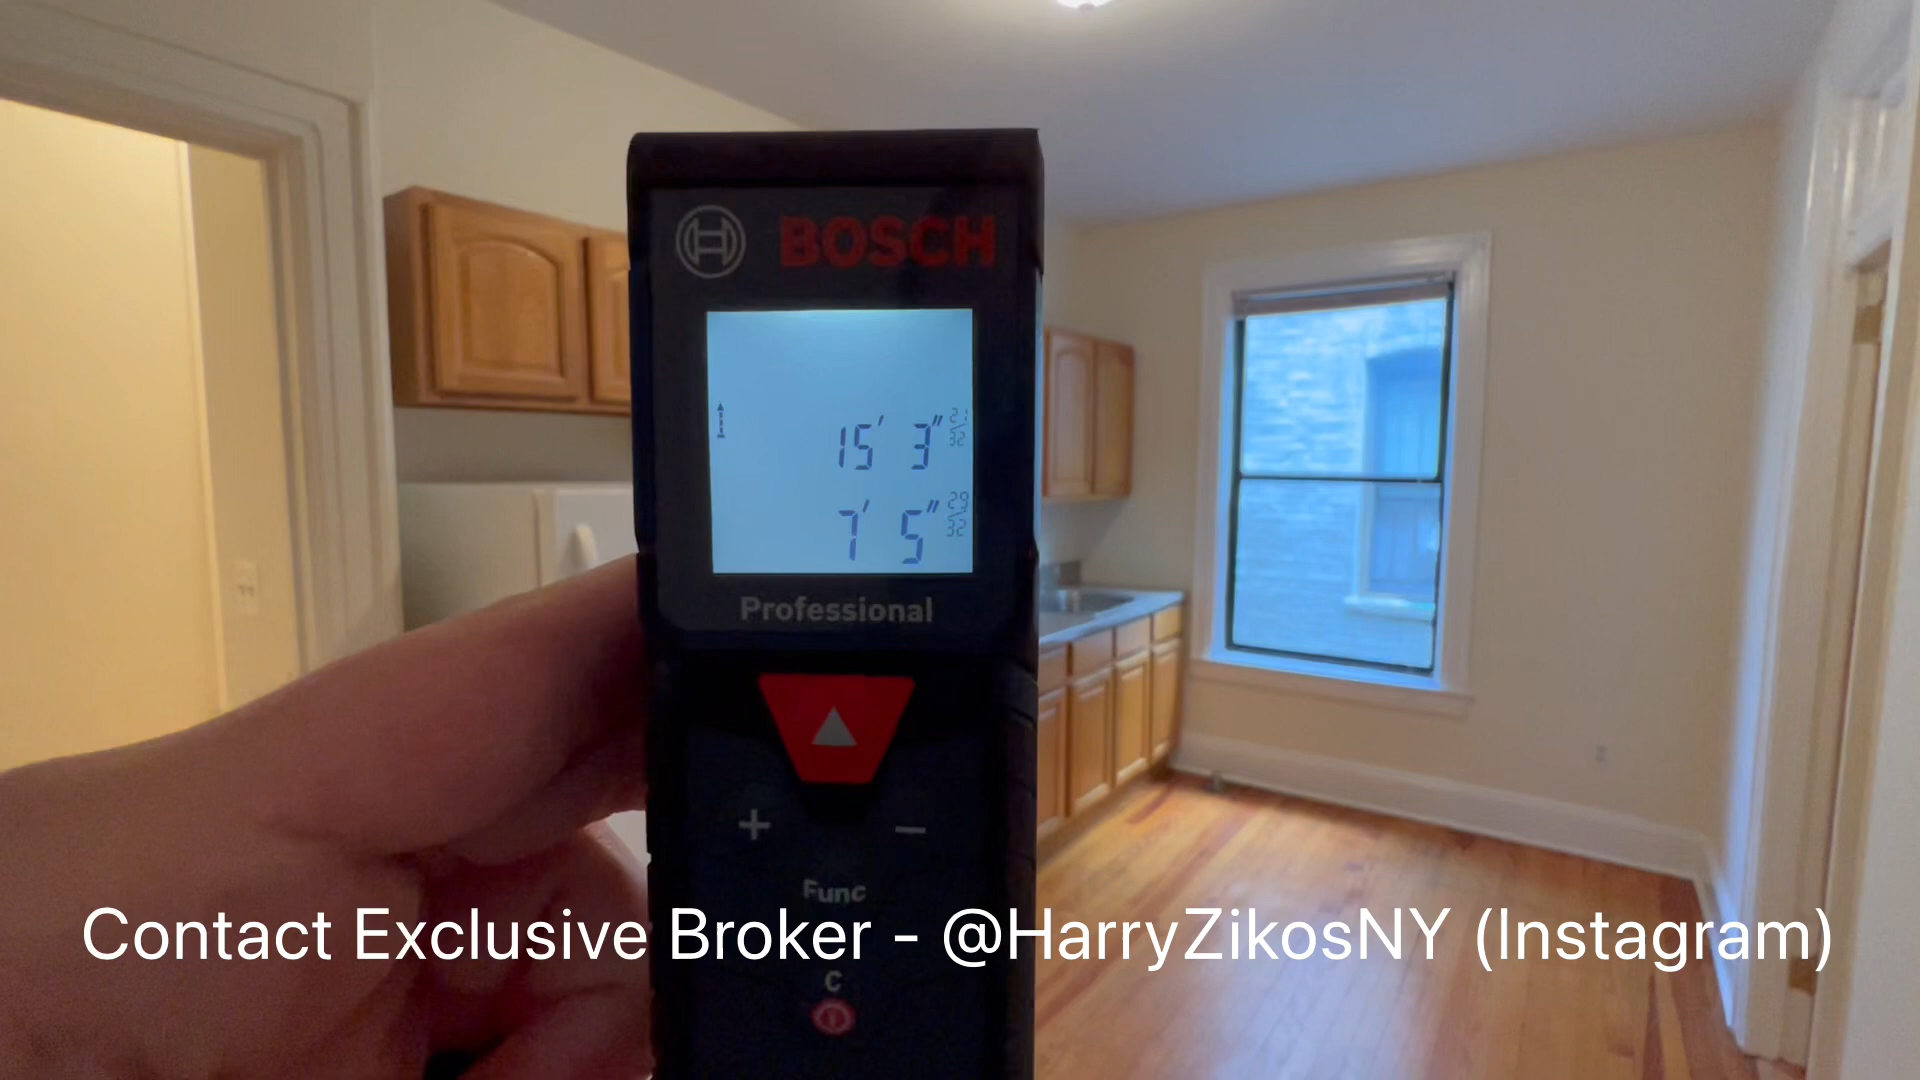 BOSCH
15' 3" 21/32
7' 5" 29/32
Professional
+ −
Func
Contact Exclusive Broker - @HarryZikosNY (Instagram)
C